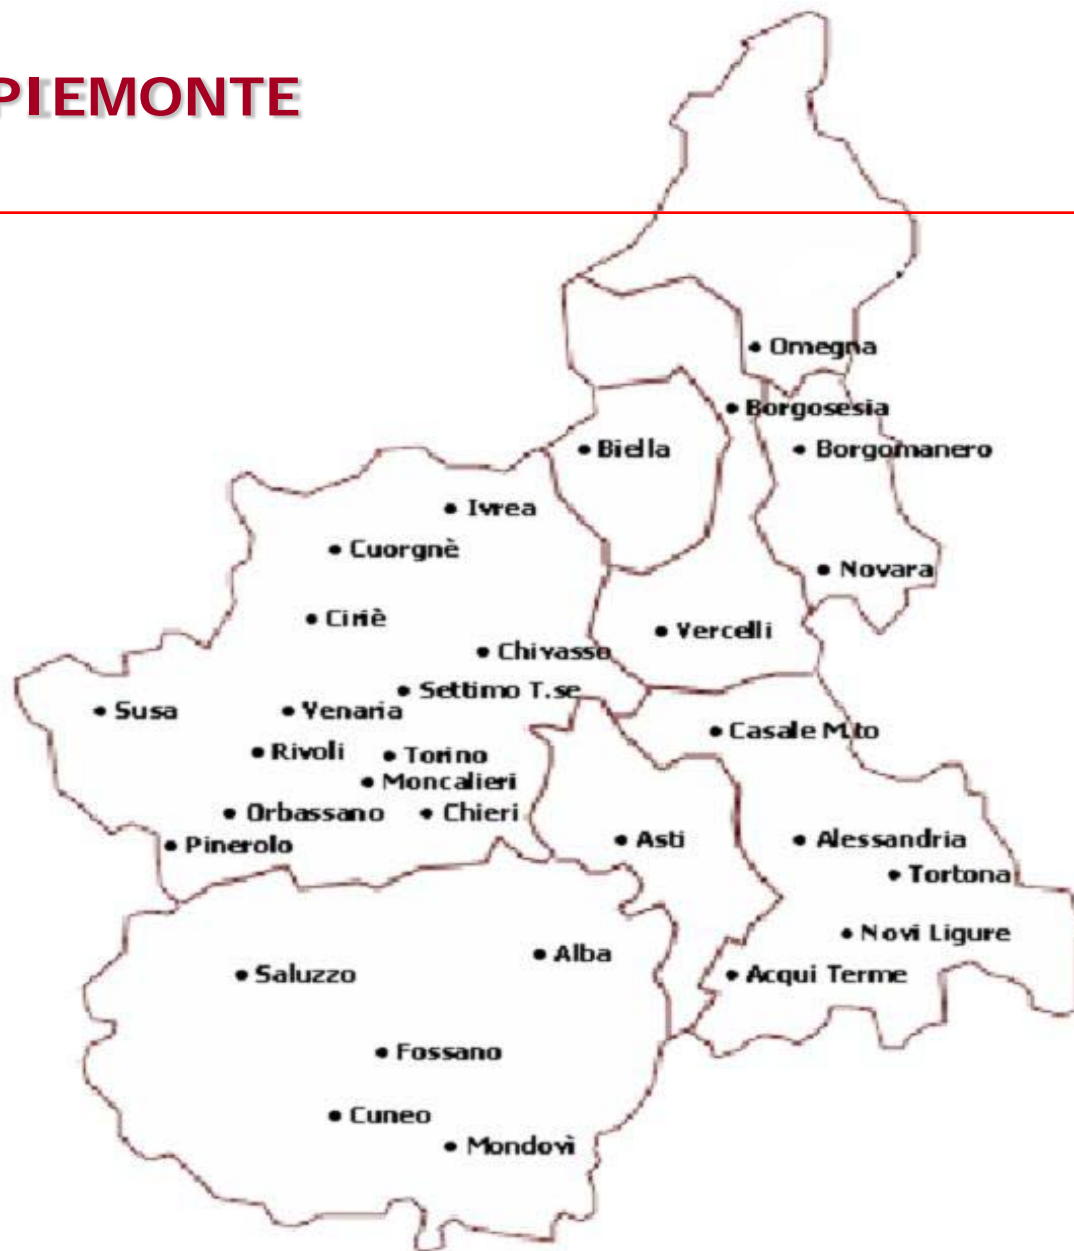 PIEMONTE
Omegna
Borgosesia
Biella
Borgomanero
Ivrea
Cuorgnè
Novara
Ciriè
Vercelli
Chivasso
Settimo T.se
Susa
Venaria
Casale M.to
Rivoli
Torino
Moncalieri
Orbassano
Chieri
Asti
Alessandria
Pinerolo
Tortona
Novi Ligure
Alba
Saluzzo
Acqui Terme
Fossano
Cuneo
Mondovì